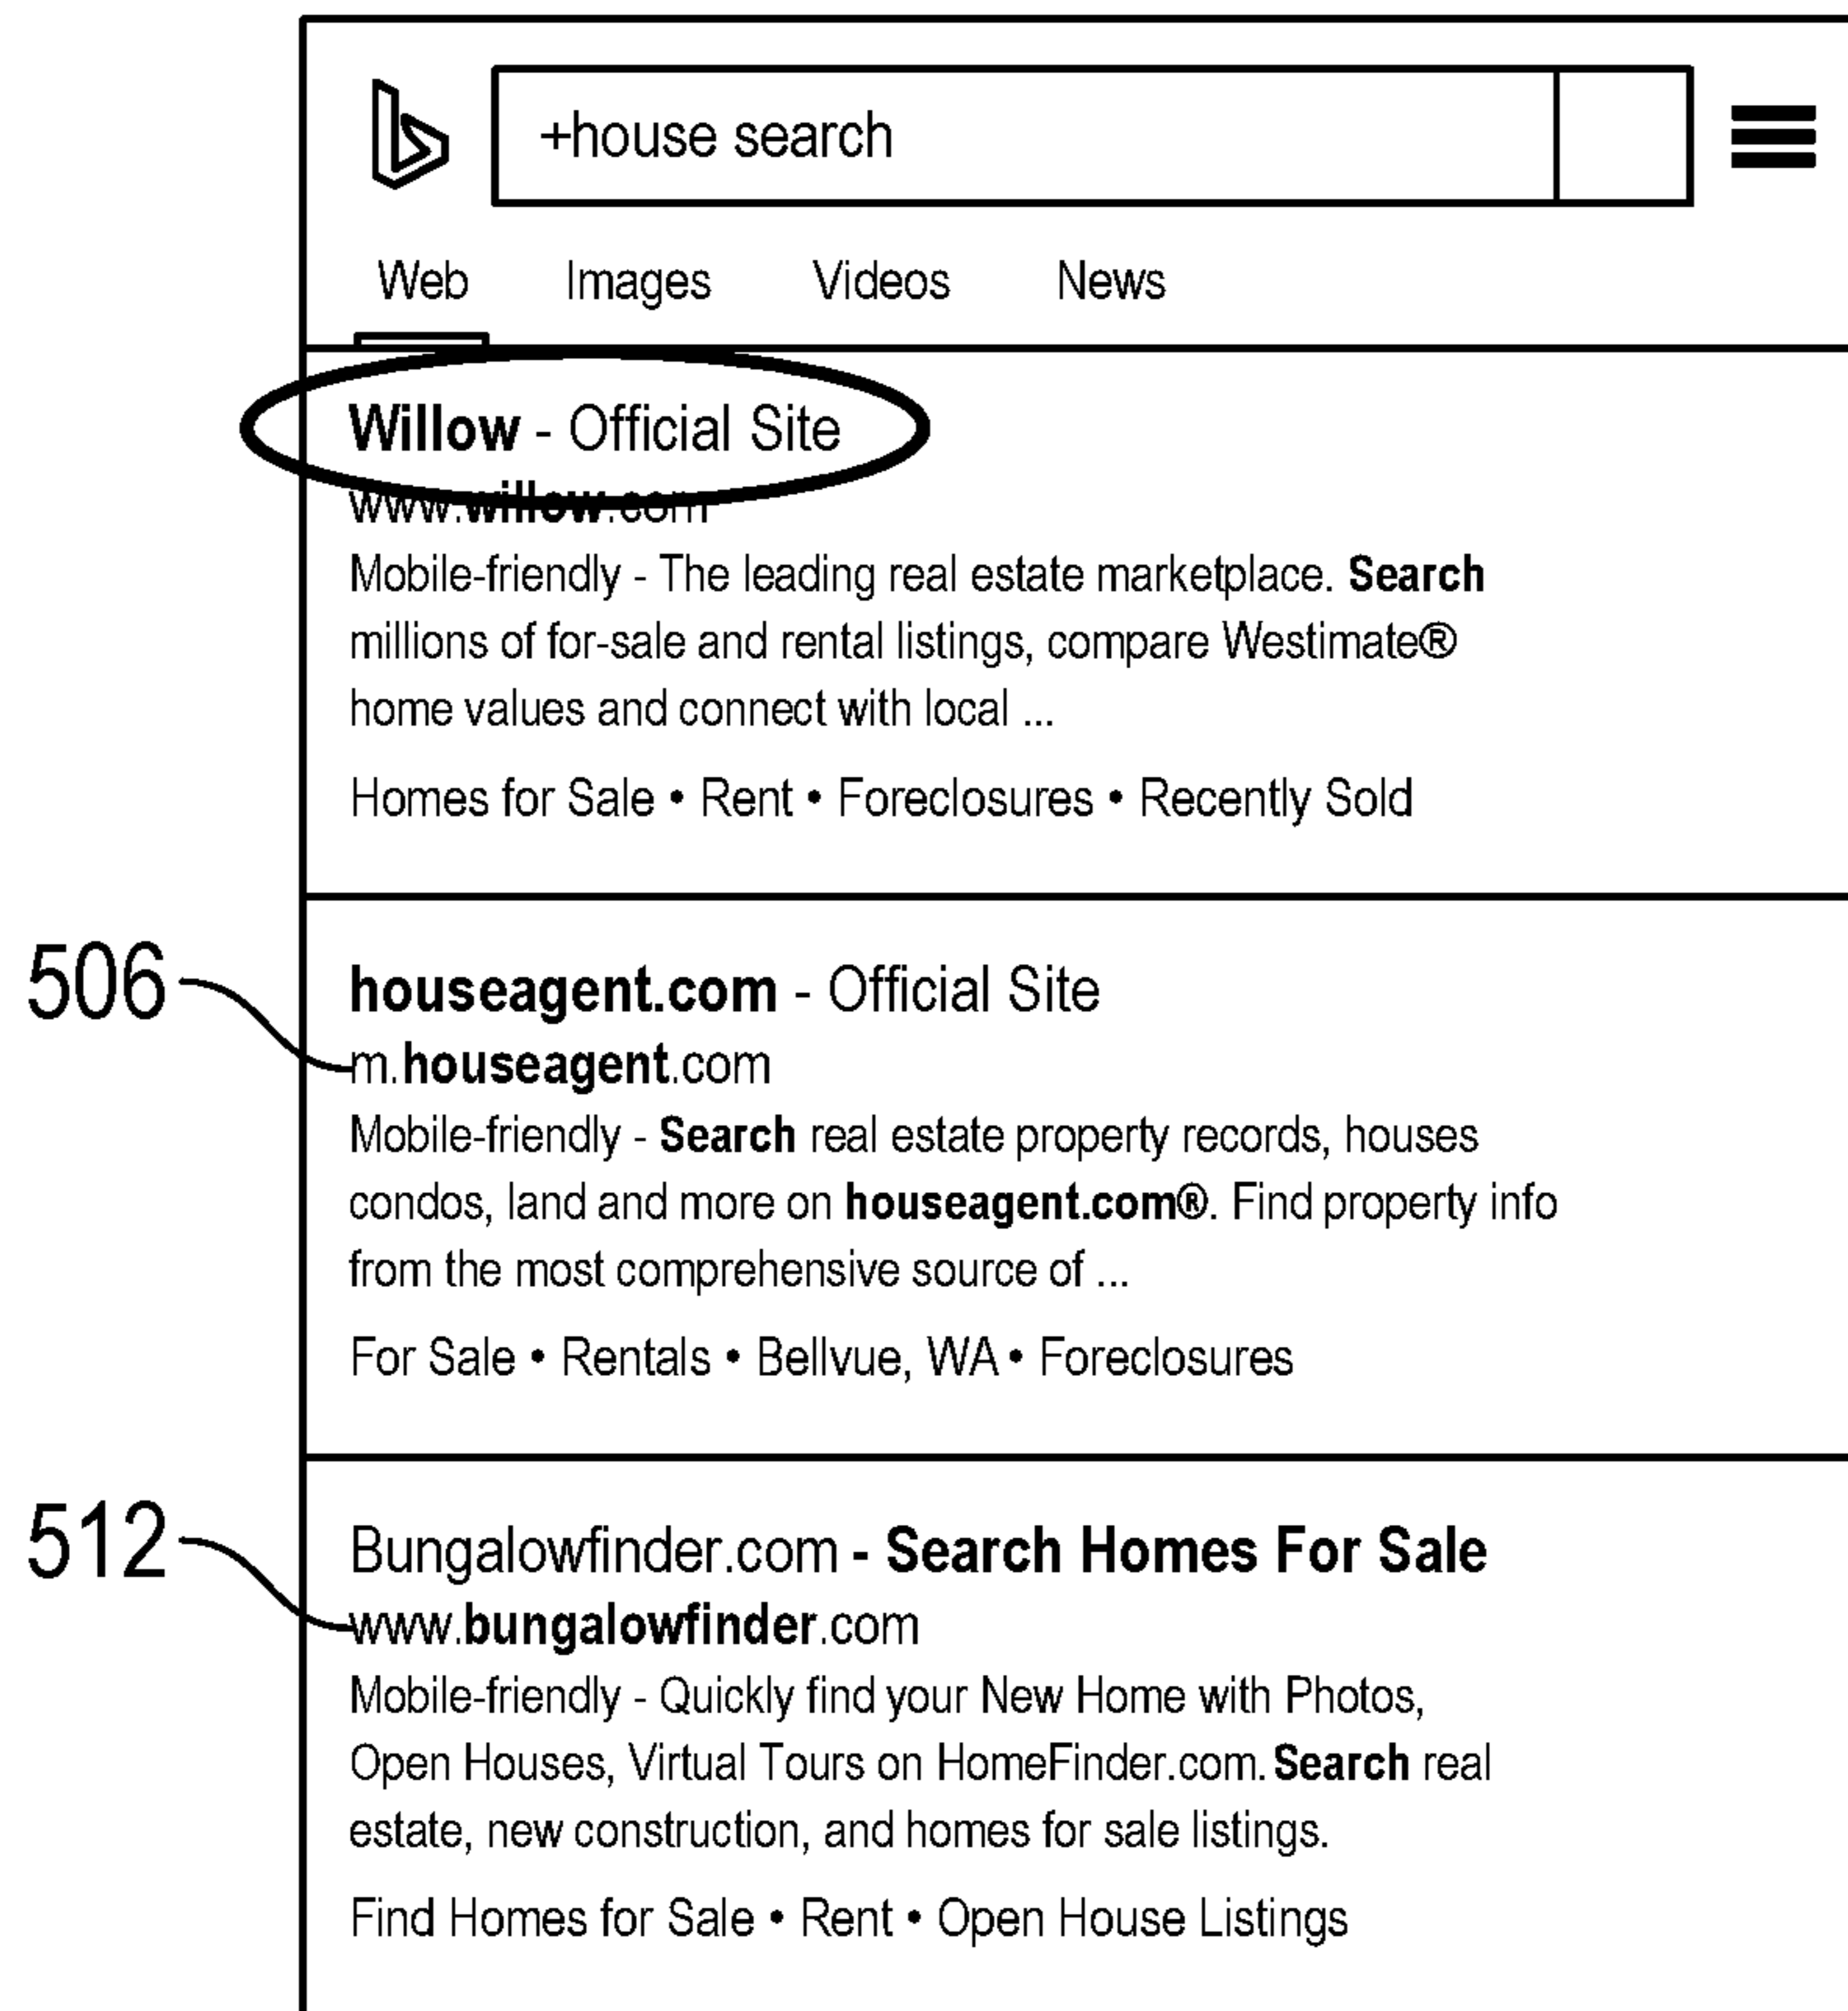 +house search
Web Images Videos News
Willow - Official Site
www.willow.com
Mobile-friendly - The leading real estate marketplace. Search
millions of for-sale and rental listings, compare Westimate®
home values and connect with local ...
Homes for Sale • Rent • Foreclosures • Recently Sold
506
houseagent.com - Official Site
m.houseagent.com
Mobile-friendly - Search real estate property records, houses
condos, land and more on houseagent.com®. Find property info
from the most comprehensive source of ...
For Sale • Rentals • Bellvue, WA • Foreclosures
512
Bungalowfinder.com - Search Homes For Sale
www.bungalowfinder.com
Mobile-friendly - Quickly find your New Home with Photos,
Open Houses, Virtual Tours on HomeFinder.com. Search real
estate, new construction, and homes for sale listings.
Find Homes for Sale • Rent • Open House Listings